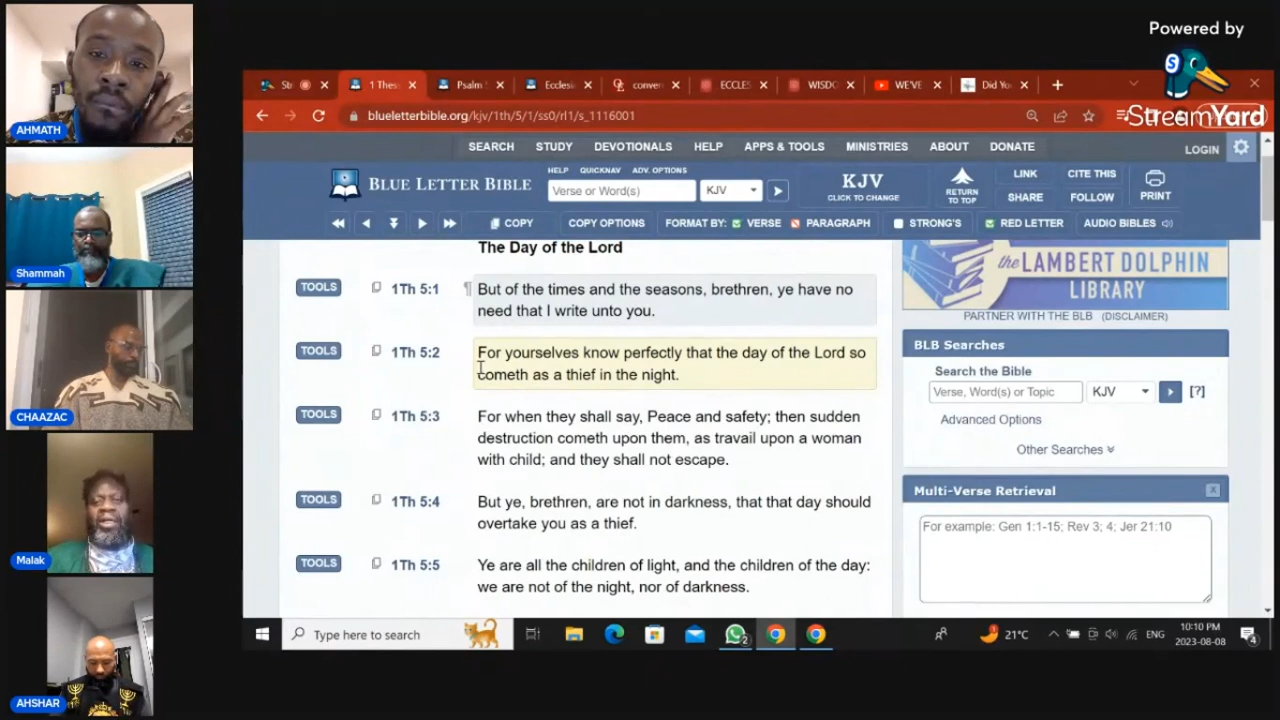 AHMATH
Shammah
CHAAZAC
Malak
AHSHAR
Powered by
StreamYard
Str
1 Thes
Psalm
Ecclesia
conver
ECCLES
WISDO
WE'VE
Did Yo
blueletterbible.org/kjv/1th/5/1/ss0/rl1/s_1116001
SEARCH STUDY DEVOTIONALS HELP APPS & TOOLS MINISTRIES ABOUT DONATE LOGIN
BLUE LETTER BIBLE
HELP QUICKNAV ADV. OPTIONS
Verse or Word(s) KJV
KJV
CLICK TO CHANGE
RETURN
TO TOP
LINK CITE THIS
SHARE FOLLOW
PRINT
COPY COPY OPTIONS FORMAT BY: VERSE PARAGRAPH STRONG'S RED LETTER AUDIO BIBLES
The Day of the Lord
TOOLS 1Th 5:1 ¶ But of the times and the seasons, brethren, ye have no
need that I write unto you.
TOOLS 1Th 5:2 For yourselves know perfectly that the day of the Lord so
cometh as a thief in the night.
TOOLS 1Th 5:3 For when they shall say, Peace and safety; then sudden
destruction cometh upon them, as travail upon a woman
with child; and they shall not escape.
TOOLS 1Th 5:4 But ye, brethren, are not in darkness, that that day should
overtake you as a thief.
TOOLS 1Th 5:5 Ye are all the children of light, and the children of the day:
we are not of the night, nor of darkness.
the LAMBERT DOLPHIN
LIBRARY
PARTNER WITH THE BLB (DISCLAIMER)
BLB Searches
Search the Bible
Verse, Word(s) or Topic KJV [?]
Advanced Options
Other Searches
Multi-Verse Retrieval x
For example: Gen 1:1-15; Rev 3; 4; Jer 21:10
Type here to search
2
21°C
ENG
10:10 PM
2023-08-08
4